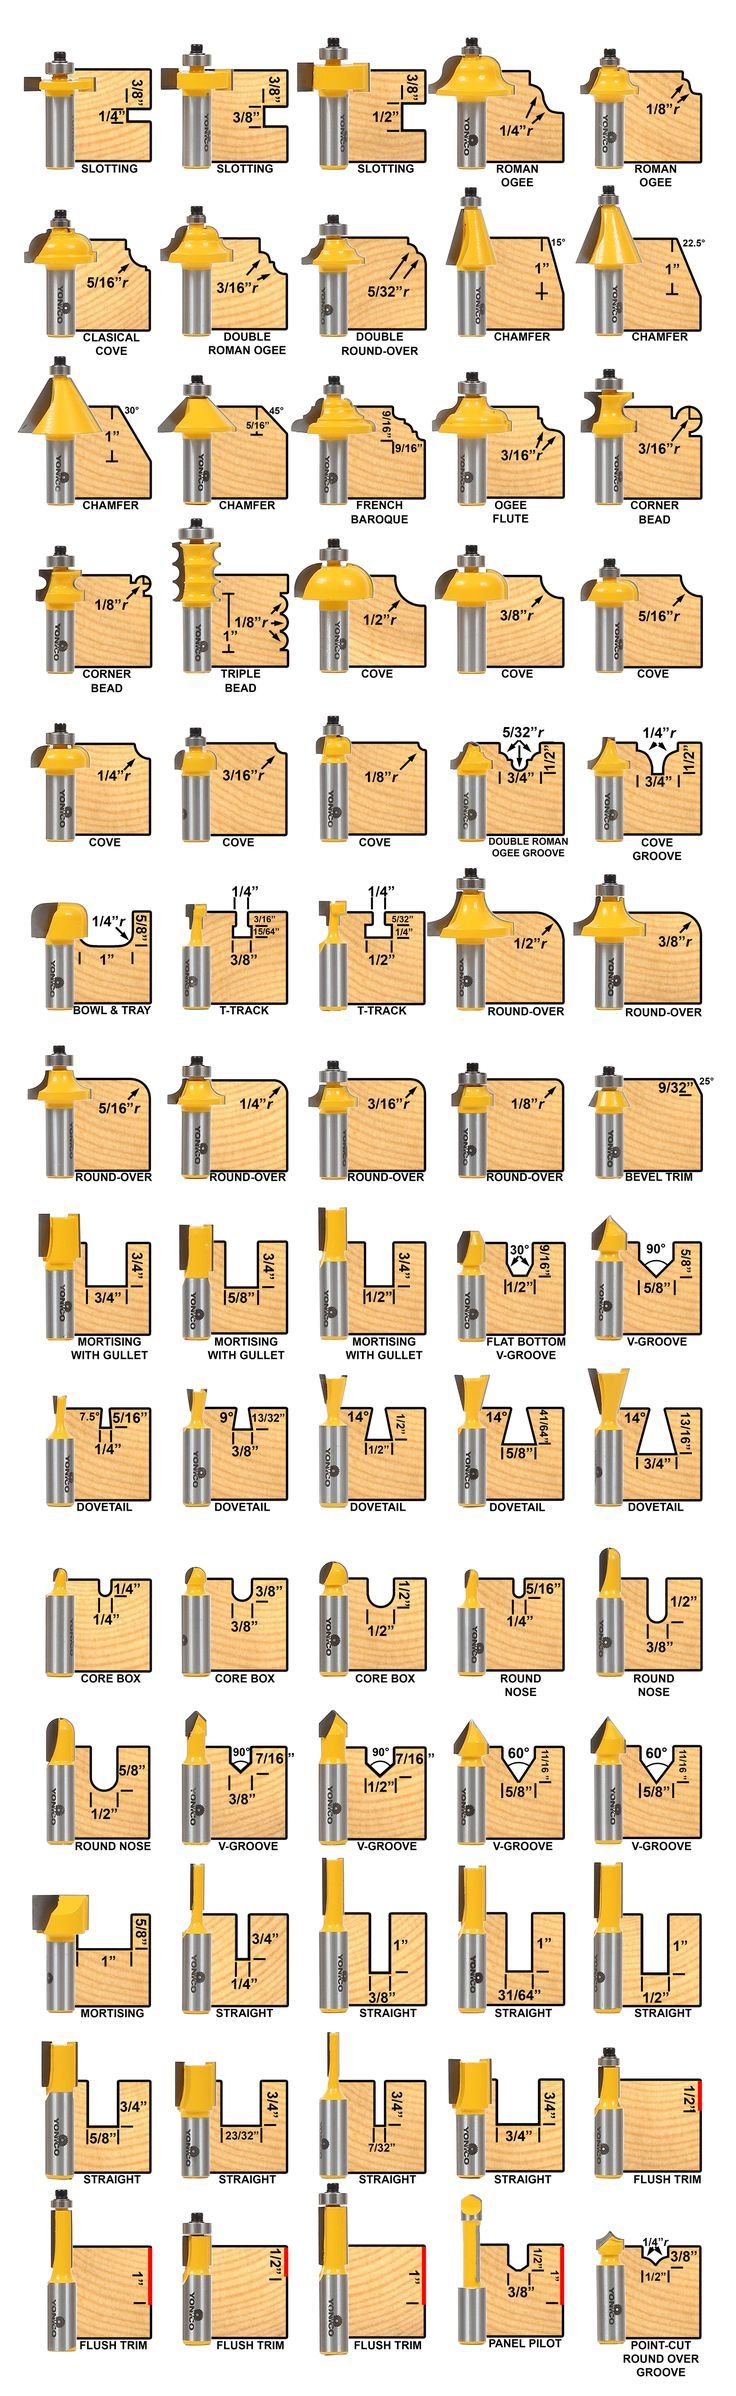 3/8”
1/4”
SLOTTING
3/8”
3/8”
SLOTTING
3/8”
1/2”
SLOTTING
1/4”r
ROMAN
OGEE
1/8”r
ROMAN
OGEE
YONICO
5/16”r
CLASICAL
COVE
3/16”r
DOUBLE
ROMAN OGEE
5/32”r
DOUBLE
ROUND-OVER
15°
1”
CHAMFER
22.5°
1”
CHAMFER
30°
1”
CHAMFER
45°
5/16”
CHAMFER
9/16”
9/16”
FRENCH
BAROQUE
3/16”r
OGEE
FLUTE
3/16”r
CORNER
BEAD
1/8”r
CORNER
BEAD
1/8”r
1”
TRIPLE
BEAD
1/2”r
COVE
3/8”r
COVE
5/16”r
COVE
1/4”r
COVE
3/16”r
COVE
1/8”r
COVE
5/32”r
1/2”
3/4”
DOUBLE ROMAN
OGEE GROOVE
1/4”r
1/2”
3/4”
COVE
GROOVE
1/4”r
5/8”
1”
BOWL & TRAY
1/4”
3/16”
15/64”
3/8”
T-TRACK
1/4”
5/32”
1/4”
1/2”
T-TRACK
1/2”r
ROUND-OVER
3/8”r
ROUND-OVER
5/16”r
ROUND-OVER
1/4”r
ROUND-OVER
3/16”r
ROUND-OVER
1/8”r
ROUND-OVER
9/32”
25°
BEVEL TRIM
3/4”
3/4”
MORTISING
WITH GULLET
3/4”
5/8”
MORTISING
WITH GULLET
3/4”
1/2”
MORTISING
WITH GULLET
30°
9/16”
1/2”
FLAT BOTTOM
V-GROOVE
90°
5/8”
5/8”
V-GROOVE
7.5°
5/16”
1/4”
DOVETAIL
9°
13/32”
3/8”
DOVETAIL
14°
1/2”
1/2”
DOVETAIL
14°
41/64”
5/8”
DOVETAIL
14°
13/16”
3/4”
DOVETAIL
1/4”
1/4”
CORE BOX
3/8”
3/8”
CORE BOX
1/2”
1/2”
CORE BOX
5/16”
1/4”
ROUND
NOSE
1/2”
3/8”
ROUND
NOSE
5/8”
1/2”
ROUND NOSE
90°
7/16”
3/8”
V-GROOVE
90°
7/16”
1/2”
V-GROOVE
60°
11/16”
5/8”
V-GROOVE
60°
11/16”
5/8”
V-GROOVE
5/8”
1”
MORTISING
3/4”
1/4”
STRAIGHT
1”
3/8”
STRAIGHT
1”
31/64”
STRAIGHT
1”
1/2”
STRAIGHT
3/4”
5/8”
STRAIGHT
3/4”
23/32”
STRAIGHT
3/4”
7/32”
STRAIGHT
3/4”
3/4”
STRAIGHT
1/2”
FLUSH TRIM
1”
FLUSH TRIM
1/2”
FLUSH TRIM
1”
FLUSH TRIM
1/2”
1”
3/8”
PANEL PILOT
1/4”r
3/8”
1/2”
POINT-CUT
ROUND OVER
GROOVE